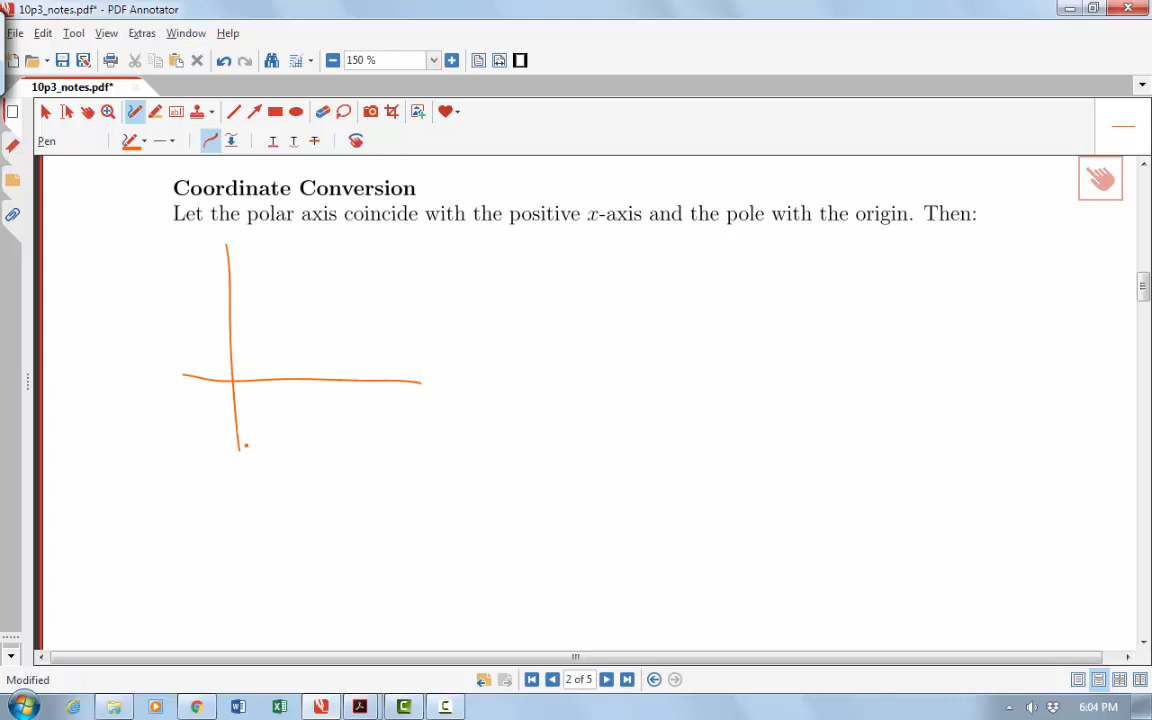 10p3_notes.pdf* - PDF Annotator
File Edit Tool View Extras Window Help
150 %
10p3_notes.pdf*
Pen
Coordinate Conversion
Let the polar axis coincide with the positive x-axis and the pole with the origin. Then:
2 of 5
Modified
6:04 PM